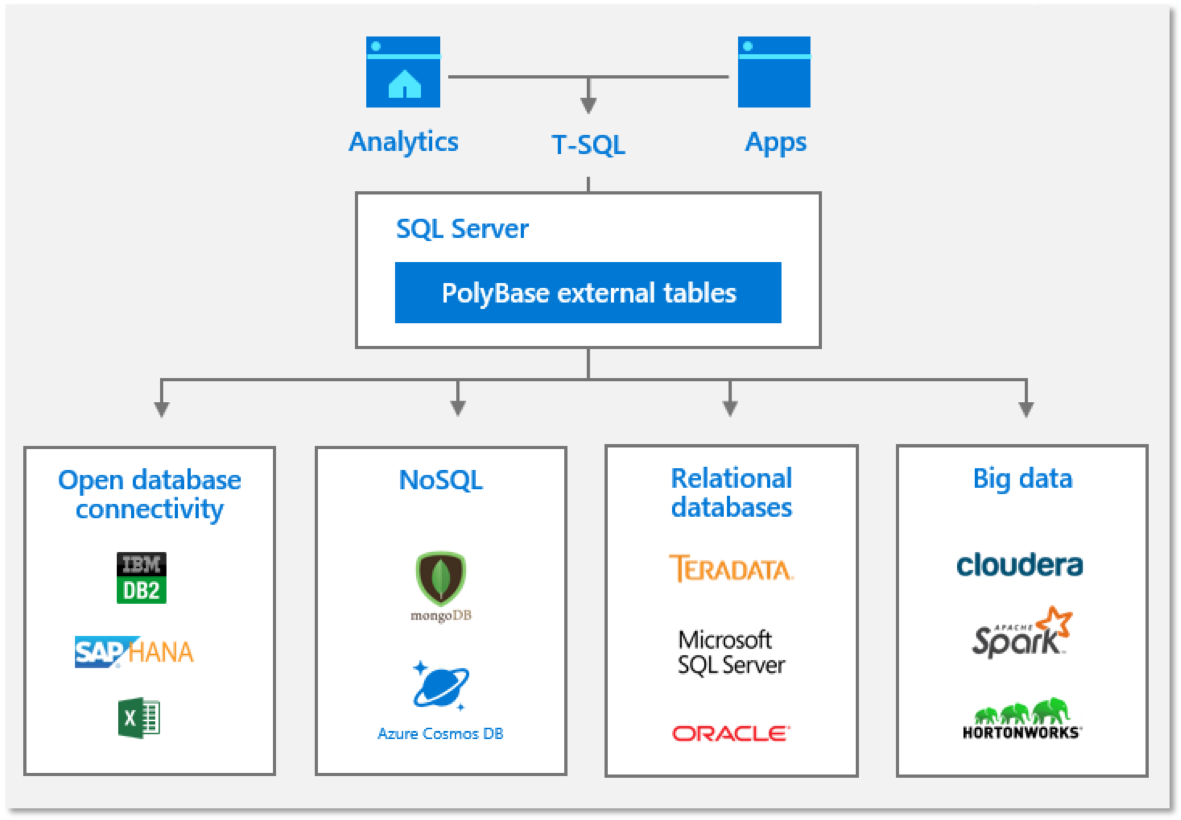 Analytics
T-SQL
Apps
SQL Server
PolyBase external tables
Open database
connectivity
IBM
DB2
SAP HANA
X
NoSQL
mongoDB
Azure Cosmos DB
Relational
databases
TERADATA
Microsoft
SQL Server
ORACLE
Big data
cloudera
APACHE
Spark
HORTONWORKS